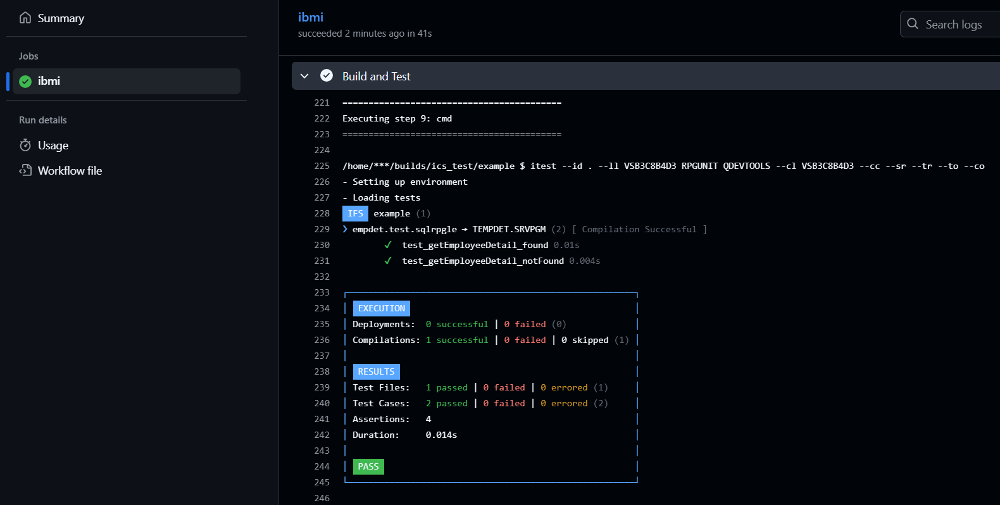 Summary
Jobs
ibmi
Run details
Usage
Workflow file
ibmi
succeeded 2 minutes ago in 41s
Search logs
Build and Test
221 ==========================================
222 Executing step 9: cmd
223 ==========================================
224
225 /home/***/builds/ics_test/example $ itest --id . --ll VSB3C8B4D3 RPGUNIT QDEVTOOLS --cl VSB3C8B4D3 --cc --sr --tr --to --co
226 - Setting up environment
227 - Loading tests
228 IFS example (1)
229 ❯ empdet.test.sqlrpgle → TEMPDET.SRVPGM (2) [ Compilation Successful ]
230 ✓ test_getEmployeeDetail_found 0.01s
231 ✓ test_getEmployeeDetail_notFound 0.004s
232
233
234 EXECUTION
235 Deployments: 0 successful | 0 failed (0)
236 Compilations: 1 successful | 0 failed | 0 skipped (1)
237
238 RESULTS
239 Test Files: 1 passed | 0 failed | 0 errored (1)
240 Test Cases: 2 passed | 0 failed | 0 errored (2)
241 Assertions: 4
242 Duration: 0.014s
243
244 PASS
245
246